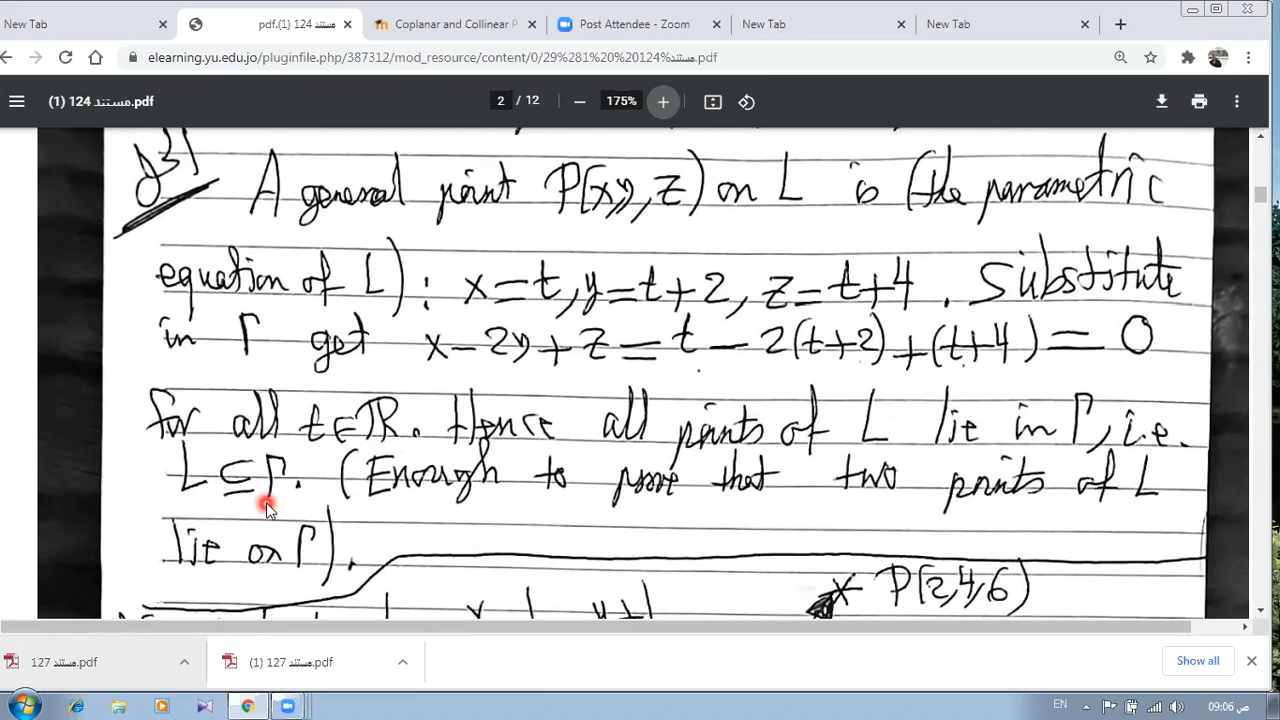 New Tab
(1) 124 مستند.pdf
Coplanar and Collinear P
Post Attendee - Zoom
New Tab
New Tab
elearning.yu.edu.jo/pluginfile.php/387312/mod_resource/content/0/29%281%20%20124%مستند.pdf
(1) 124 مستند.pdf
2 / 12
175%
A general point P(x,y,z) on L is (the parametric
equation of L) : x=t, y=t+2, z=t+4 . Substitute
in Γ get x-2y+z = t - 2(t+2)+(t+4) = 0
for all t∈ℝ. Hence all points of L lie in Γ, i.e.
L ⊆ Γ. (Enough to prove that two points of L
lie on Γ).
P(2,4,6)
127 مستند.pdf
(1) 127 مستند.pdf
Show all
EN
09:06 ص